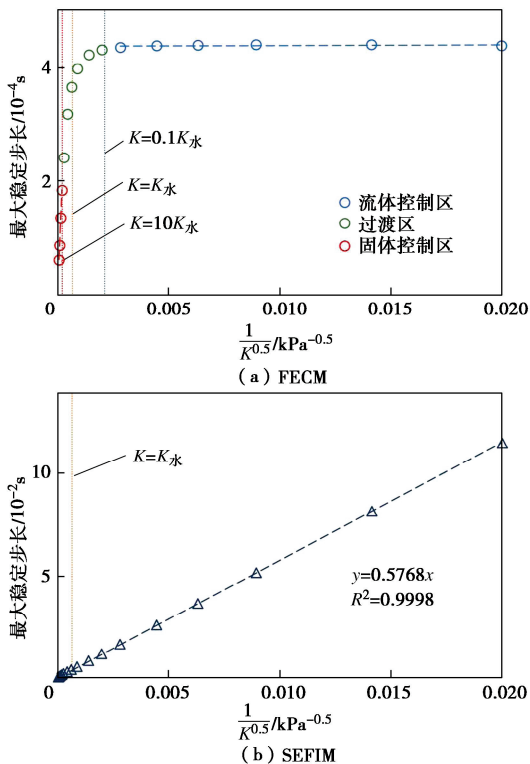 4
2
0
最大稳定步长/10⁻⁴s
K=0.1K水
K=K水
K=10K水
流体控制区
过渡区
固体控制区
0.005
0.010
0.015
0.020
1/K⁰·⁵/kPa⁻⁰·⁵
(a) FECM
10
5
0
最大稳定步长/10⁻²s
K=K水
y=0.5768x
R²=0.9998
0.005
0.010
0.015
0.020
1/K⁰·⁵/kPa⁻⁰·⁵
(b) SEFIM